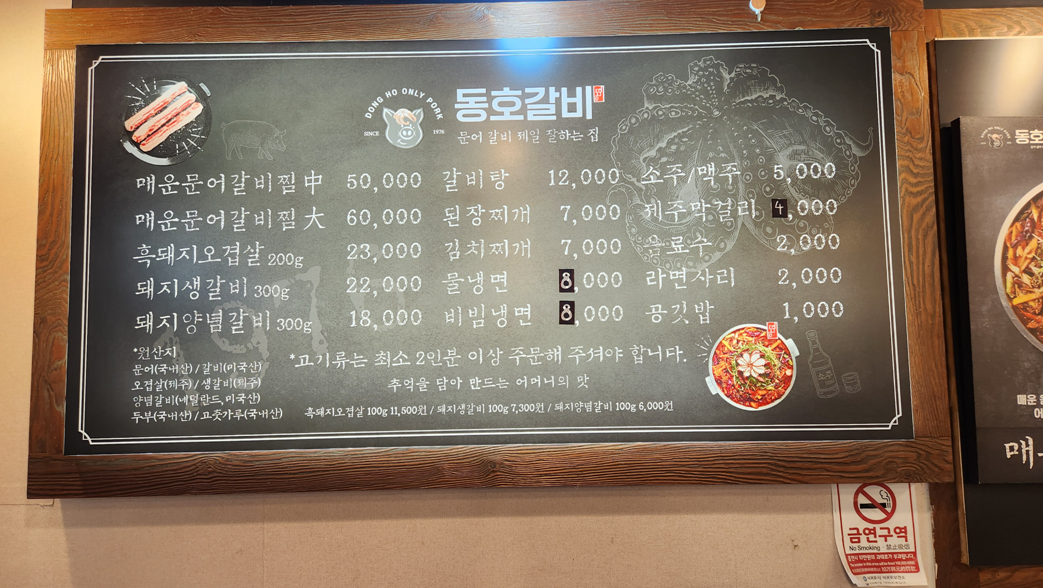 DONG HO ONLY PORK
SINCE 1976
동호갈비
문어 갈비 제일 잘하는 집
매운문어갈비찜 中 50,000
매운문어갈비찜 大 60,000
흑돼지오겹살 200g 23,000
돼지생갈비 300g 22,000
돼지양념갈비 300g 18,000
갈비탕 12,000
된장찌개 7,000
김치찌개 7,000
물냉면 8,000
비빔냉면 8,000
소주/맥주 5,000
제주막걸리 4,000
음료수 2,000
라면사리 2,000
공깃밥 1,000
*원산지
문어(국내산) / 갈비(미국산)
오겹살(제주) / 생갈비(제주)
양념갈비(네덜란드, 미국산)
두부(국내산) / 고춧가루(국내산)
*고기류는 최소 2인분 이상 주문해 주셔야 합니다.
추억을 담아 만드는 어머니의 맛
흑돼지오겹살 100g 11,500원 / 돼지생갈비 100g 7,300원 / 돼지양념갈비 100g 6,000원
동호
매운
매
금연구역
No Smoking · 禁止吸烟